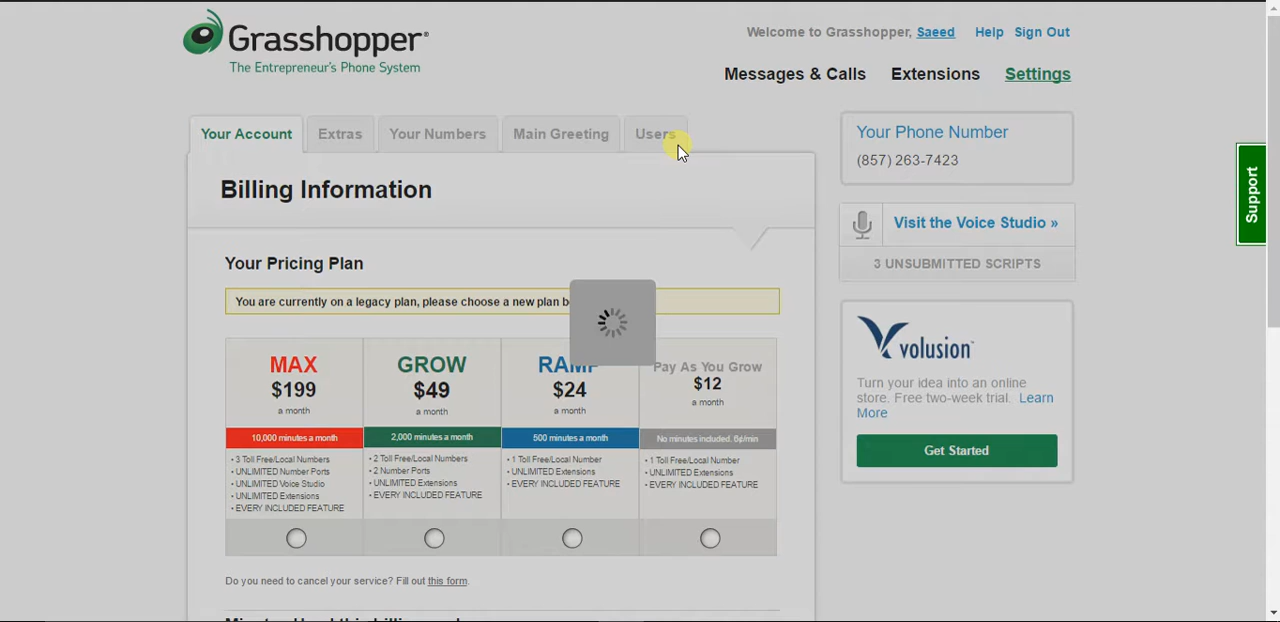 Grasshopper®
The Entrepreneur's Phone System
Welcome to Grasshopper, Saeed Help Sign Out
Messages & Calls Extensions Settings
Your Account Extras Your Numbers Main Greeting Users
Billing Information
Your Pricing Plan
You are currently on a legacy plan, please choose a new plan
MAX
$199
a month
10,000 minutes a month
• 3 Toll Free/Local Numbers
• UNLIMITED Number Ports
• UNLIMITED Voice Studio
• UNLIMITED Extensions
• EVERY INCLUDED FEATURE
GROW
$49
a month
2,000 minutes a month
• 2 Toll Free/Local Numbers
• 2 Number Ports
• UNLIMITED Extensions
• EVERY INCLUDED FEATURE
RAMP
$24
a month
500 minutes a month
• 1 Toll Free/Local Number
• UNLIMITED Extensions
• EVERY INCLUDED FEATURE
Pay As You Grow
$12
a month
No minutes included. 6¢/min
• 1 Toll Free/Local Number
• UNLIMITED Extensions
• EVERY INCLUDED FEATURE
Do you need to cancel your service? Fill out this form.
Your Phone Number
(857) 263-7423
Visit the Voice Studio »
3 UNSUBMITTED SCRIPTS
volusion™
Turn your idea into an online
store. Free two-week trial. Learn
More
Get Started
Support